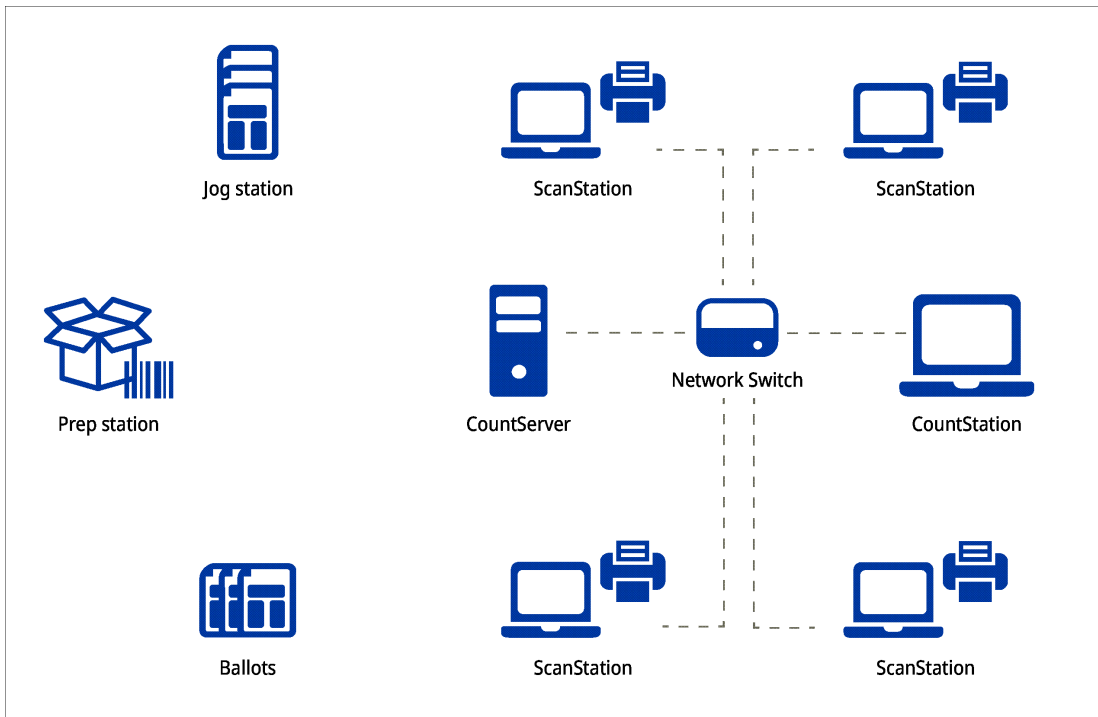 Jog station
ScanStation
ScanStation
Prep station
CountServer
Network Switch
CountStation
Ballots
ScanStation
ScanStation